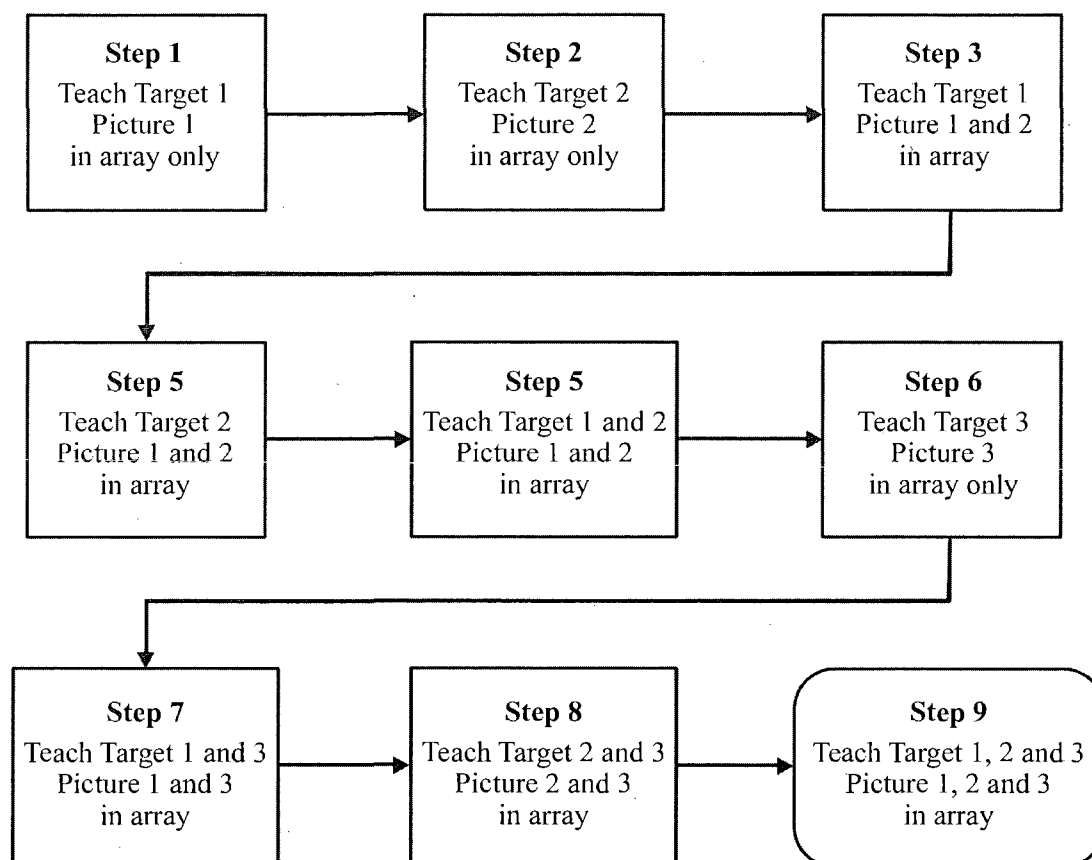 Step 1
Teach Target 1
Picture 1
in array only
Step 2
Teach Target 2
Picture 2
in array only
Step 3
Teach Target 1
Picture 1 and 2
in array
Step 5
Teach Target 2
Picture 1 and 2
in array
Step 5
Teach Target 1 and 2
Picture 1 and 2
in array
Step 6
Teach Target 3
Picture 3
in array only
Step 7
Teach Target 1 and 3
Picture 1 and 3
in array
Step 8
Teach Target 2 and 3
Picture 2 and 3
in array
Step 9
Teach Target 1, 2 and 3
Picture 1, 2 and 3
in array